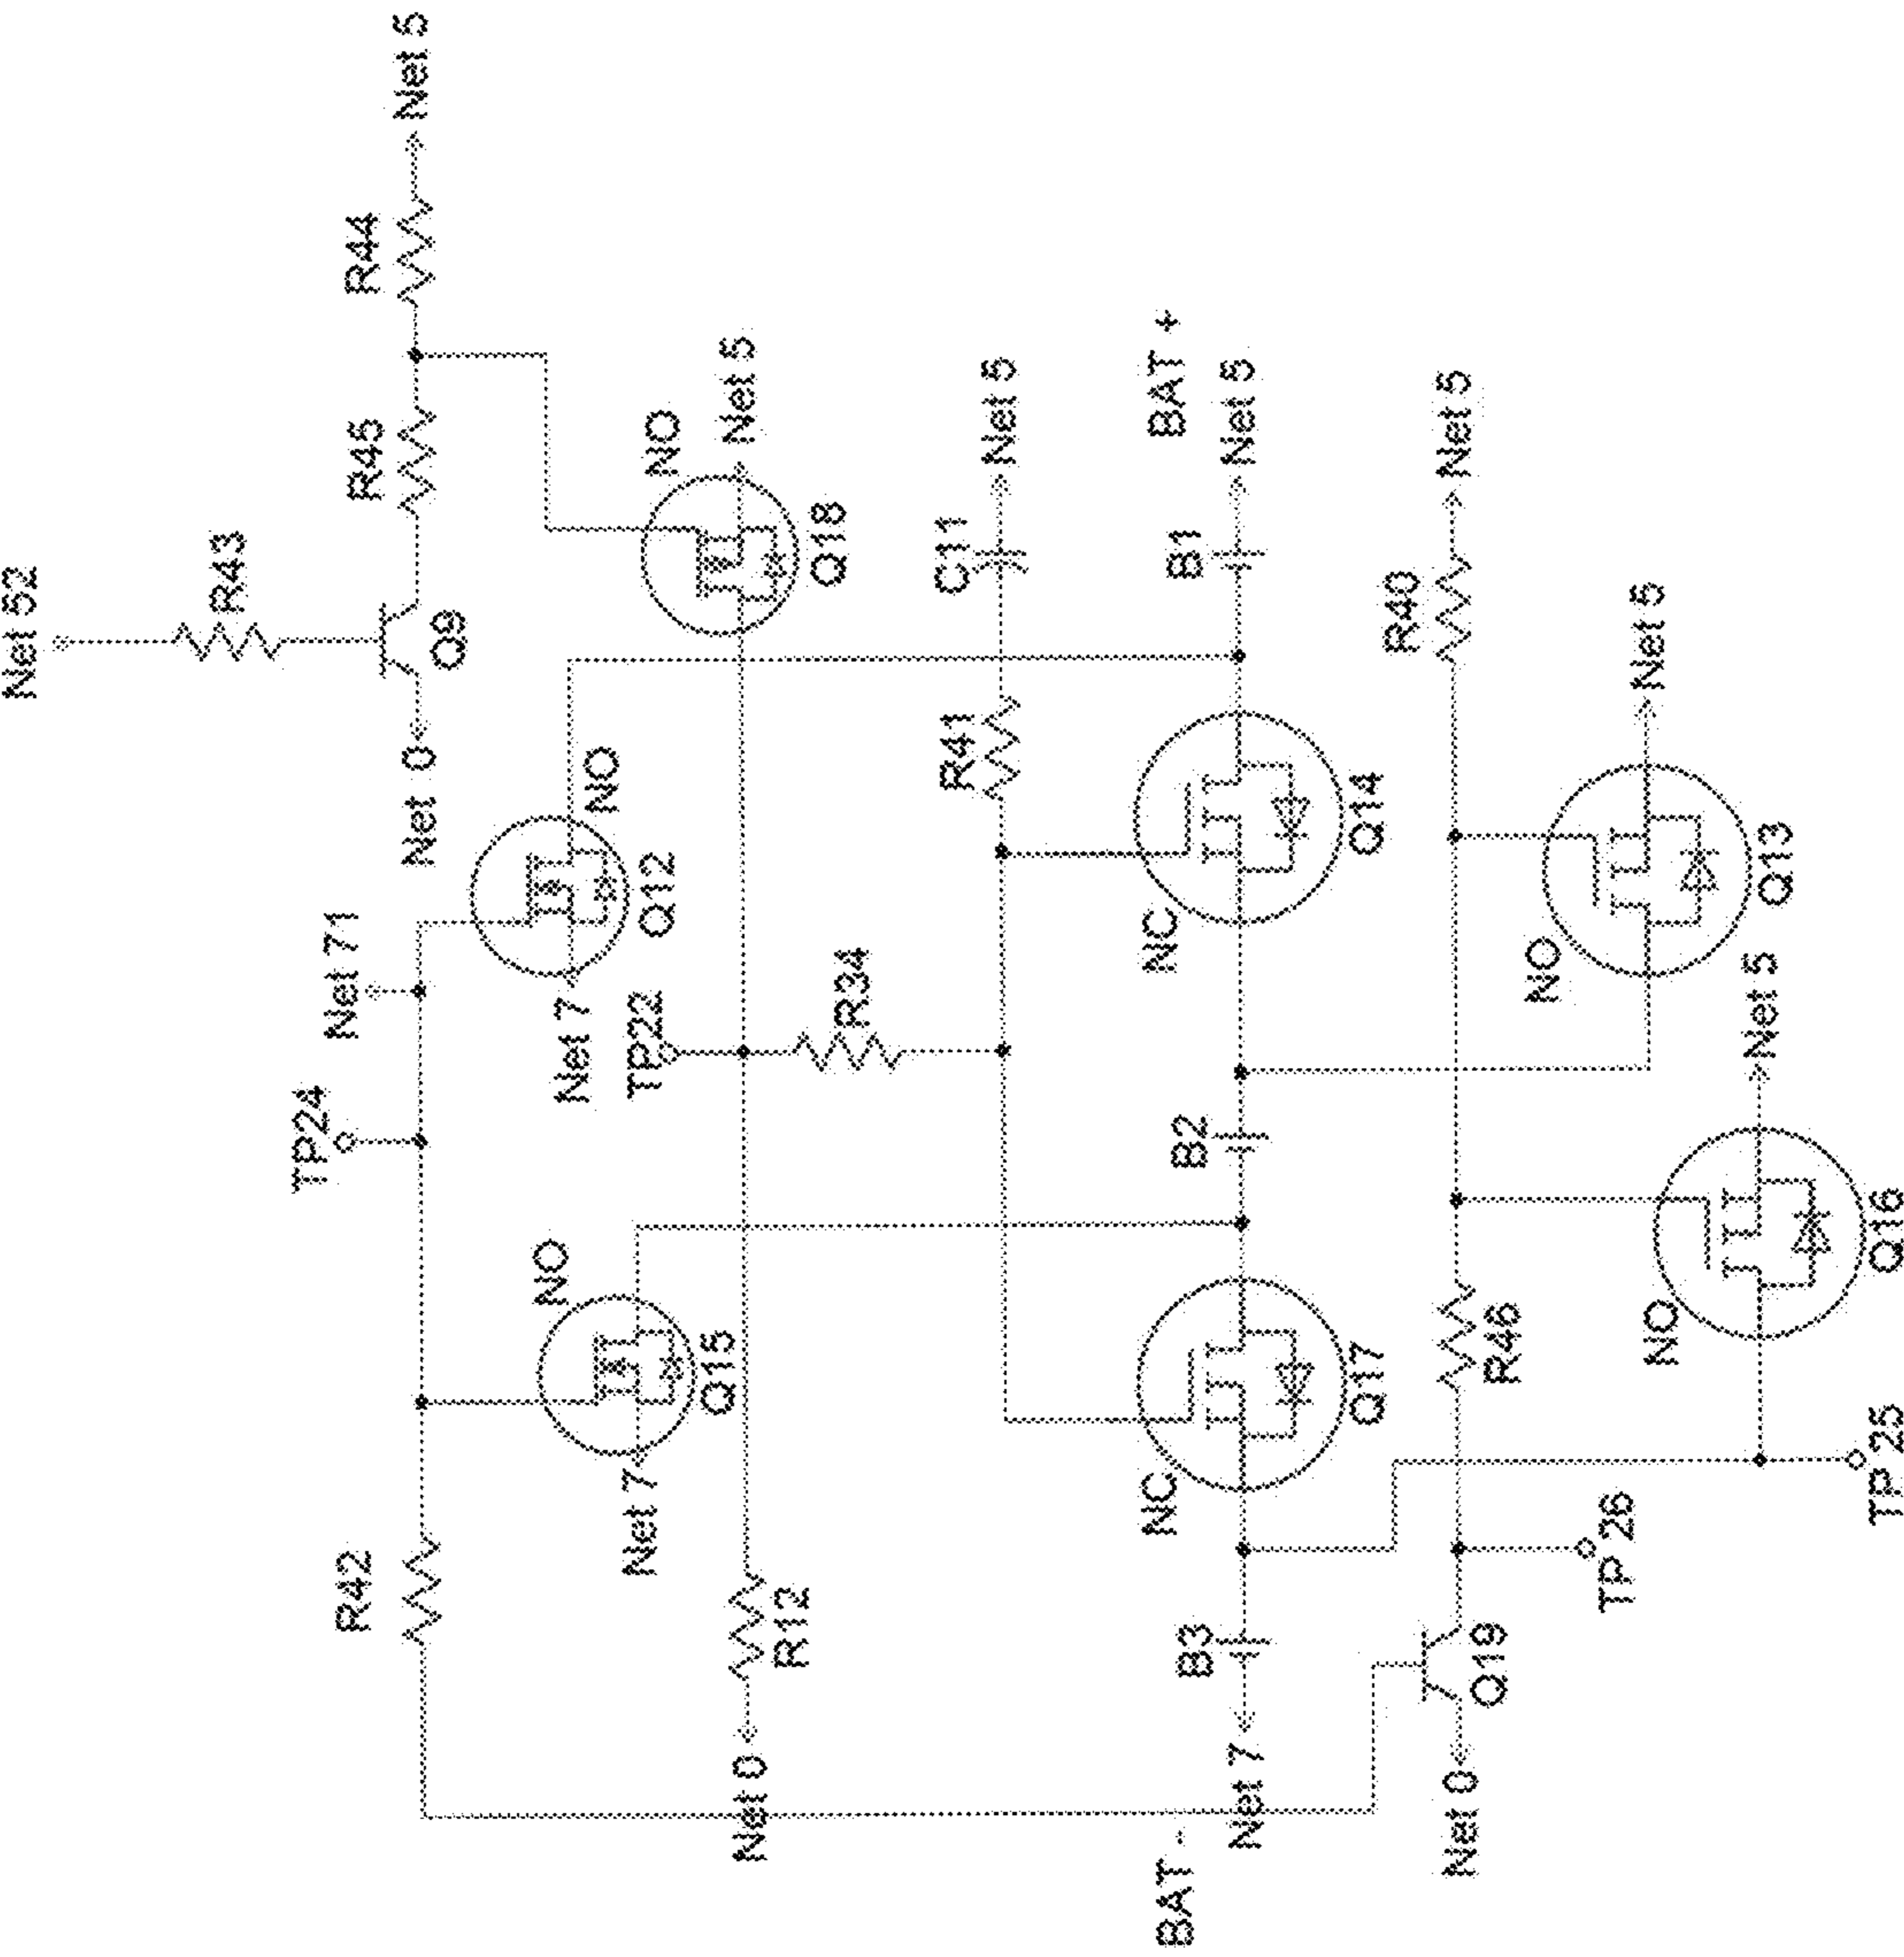 Net 52
R43
Q9
Net 0
R45
R44
Net 5
NO
Net 5
Q18
Net 71
TP24
NO
Q12
Net 7
TP22
R34
R41
C11
Net 5
NO
Q15
Net 7
R42
R12
Net 0
BAT +
B1
Net 5
NC
Q14
B2
NC
Q17
B3
Net 7
BAT -
R40
Net 5
NO
Q13
Net 5
NO
Q16
Net 5
R46
TP 25
TP 26
Q19
Net 0